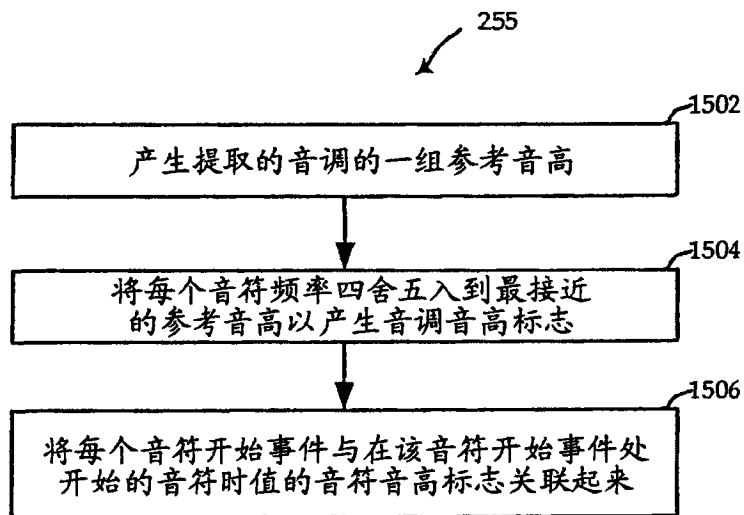 255
1502
产生提取的音调的一组参考音高
1504
将每个音符频率四舍五入到最接近
的参考音高以产生音调音高标志
1506
将每个音符开始事件与在该音符开始事件处
开始的音符时值的音符音高标志关联起来